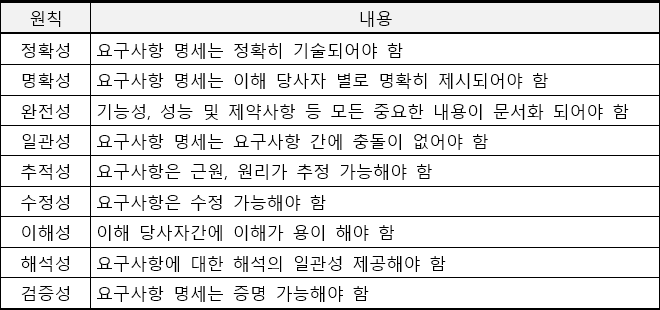 원칙 내용
정확성 요구사항 명세는 정확히 기술되어야 함
명확성 요구사항 명세는 이해 당사자 별로 명확히 제시되어야 함
완전성 기능성, 성능 및 제약사항 등 모든 중요한 내용이 문서화 되어야 함
일관성 요구사항 명세는 요구사항 간에 충돌이 없어야 함
추적성 요구사항은 근원, 원리가 추정 가능해야 함
수정성 요구사항은 수정 가능해야 함
이해성 이해 당사자간에 이해가 용이 해야 함
해석성 요구사항에 대한 해석의 일관성 제공해야 함
검증성 요구사항 명세는 증명 가능해야 함